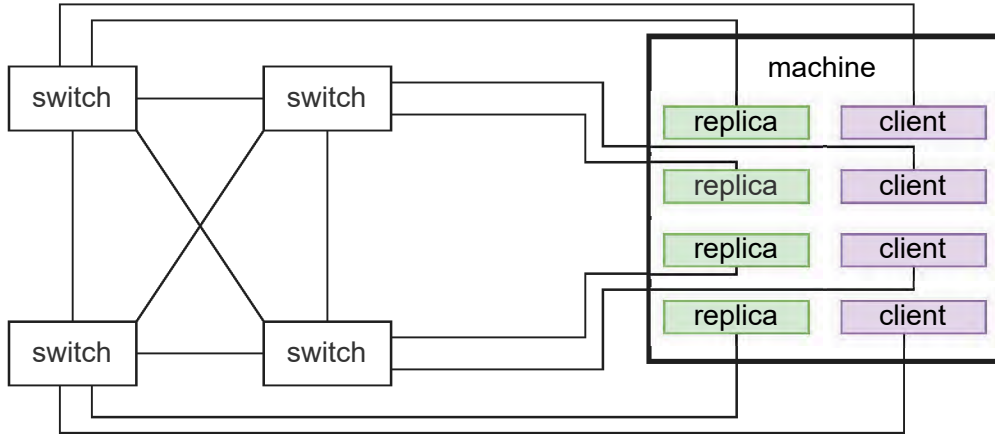 machine
switch
switch
replica
client
replica
client
replica
client
switch
switch
replica
client